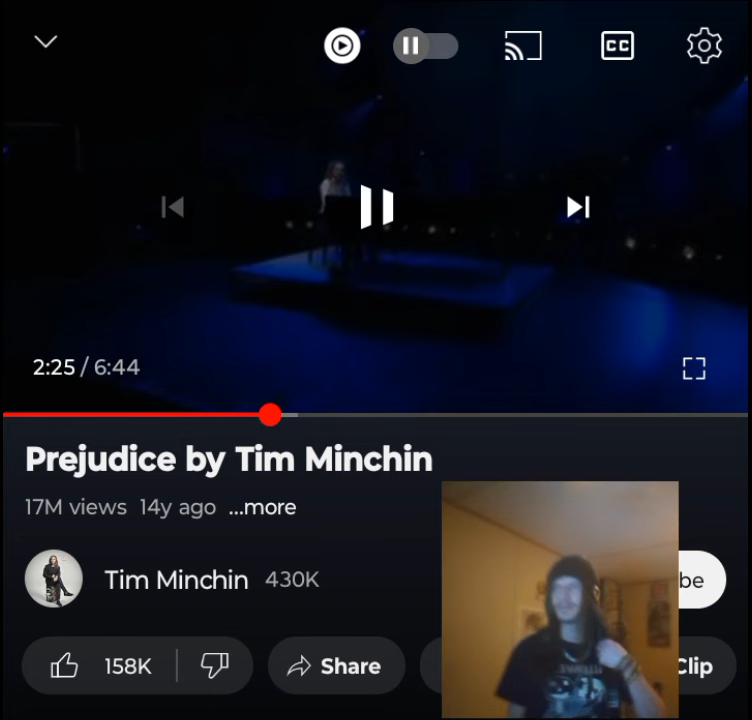 CC
2:25 / 6:44
Prejudice by Tim Minchin
17M views 14y ago ...more
Tim Minchin 430K
be
158K Share Clip